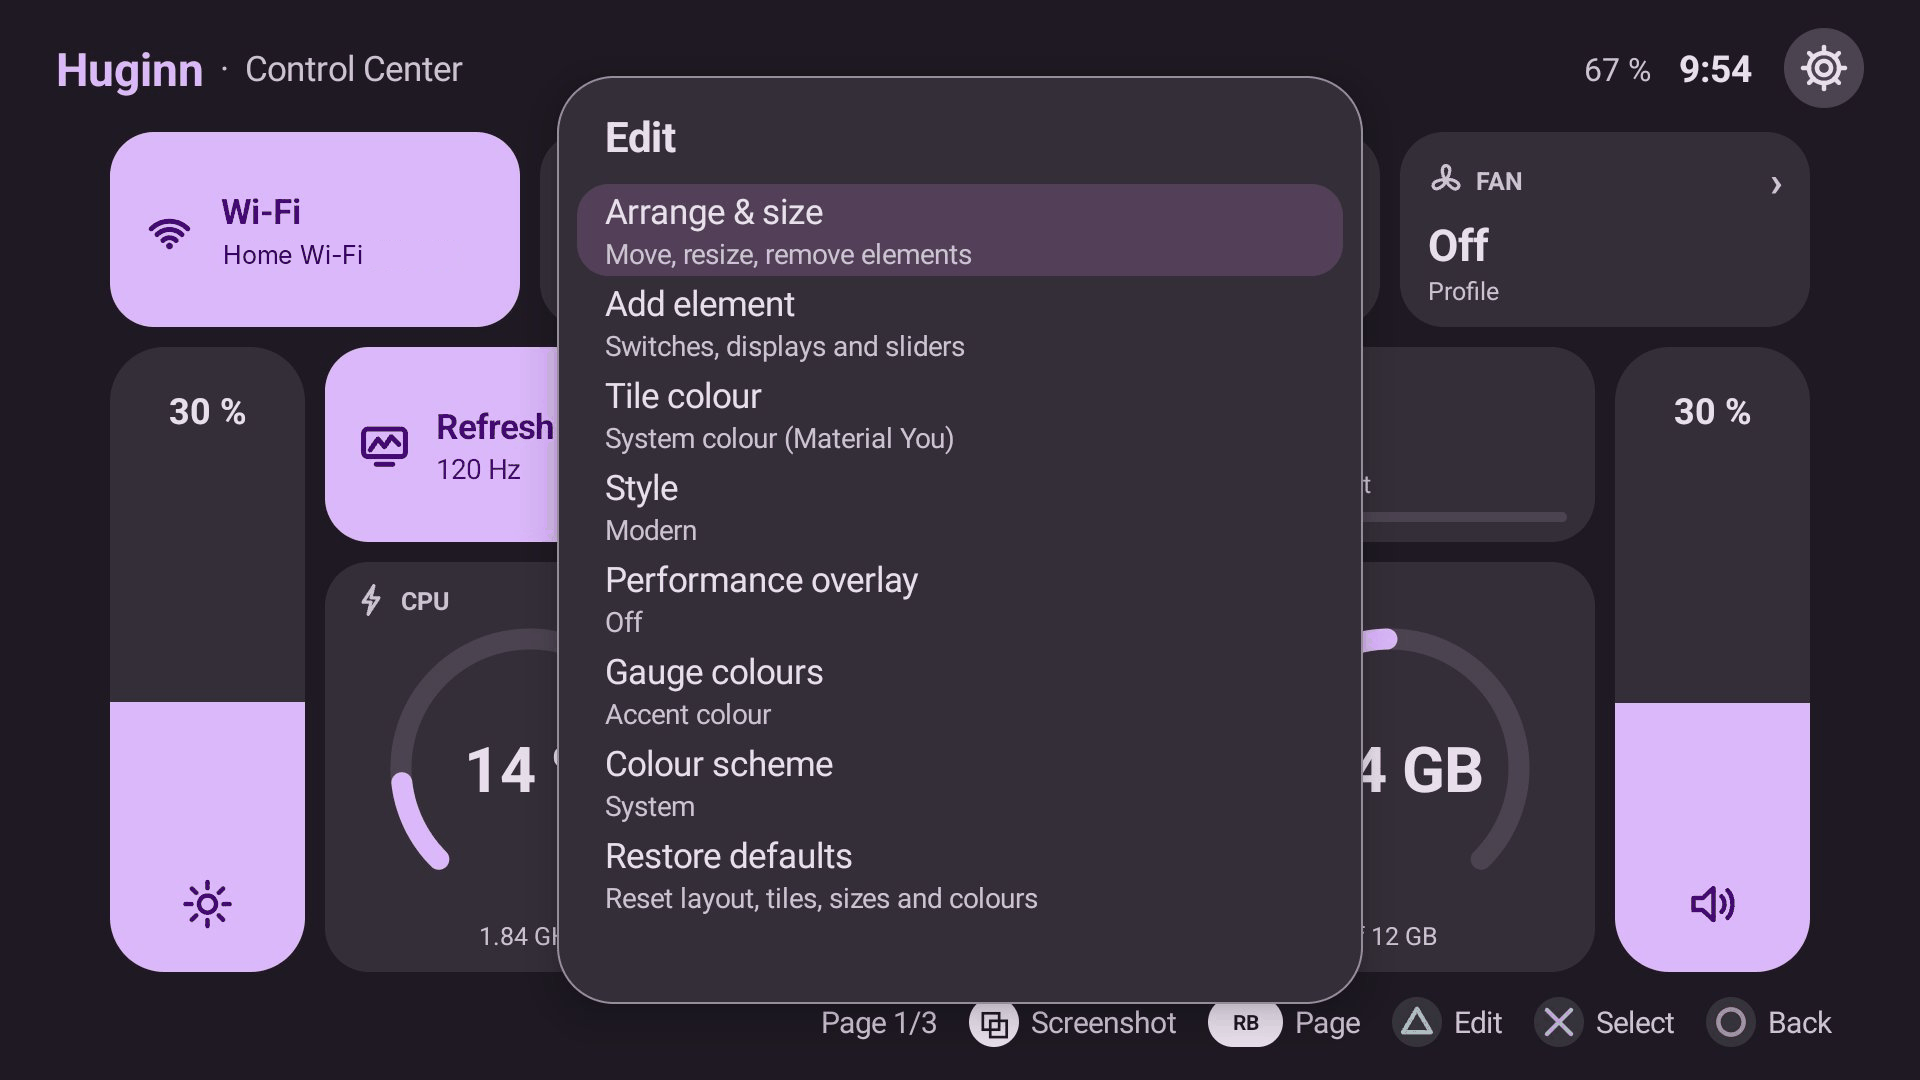 Huginn · Control Center
67 % 9:54
Wi-Fi
Home Wi-Fi
FAN
Off
Profile
30 %
Refresh
120 Hz
CPU
14
1.84
Edit
Arrange & size
Move, resize, remove elements
Add element
Switches, displays and sliders
Tile colour
System colour (Material You)
Style
Modern
Performance overlay
Off
Gauge colours
Accent colour
Colour scheme
System
Restore defaults
Reset layout, tiles, sizes and colours
4 GB
12 GB
30 %
Page 1/3 Screenshot RB Page Edit Select Back